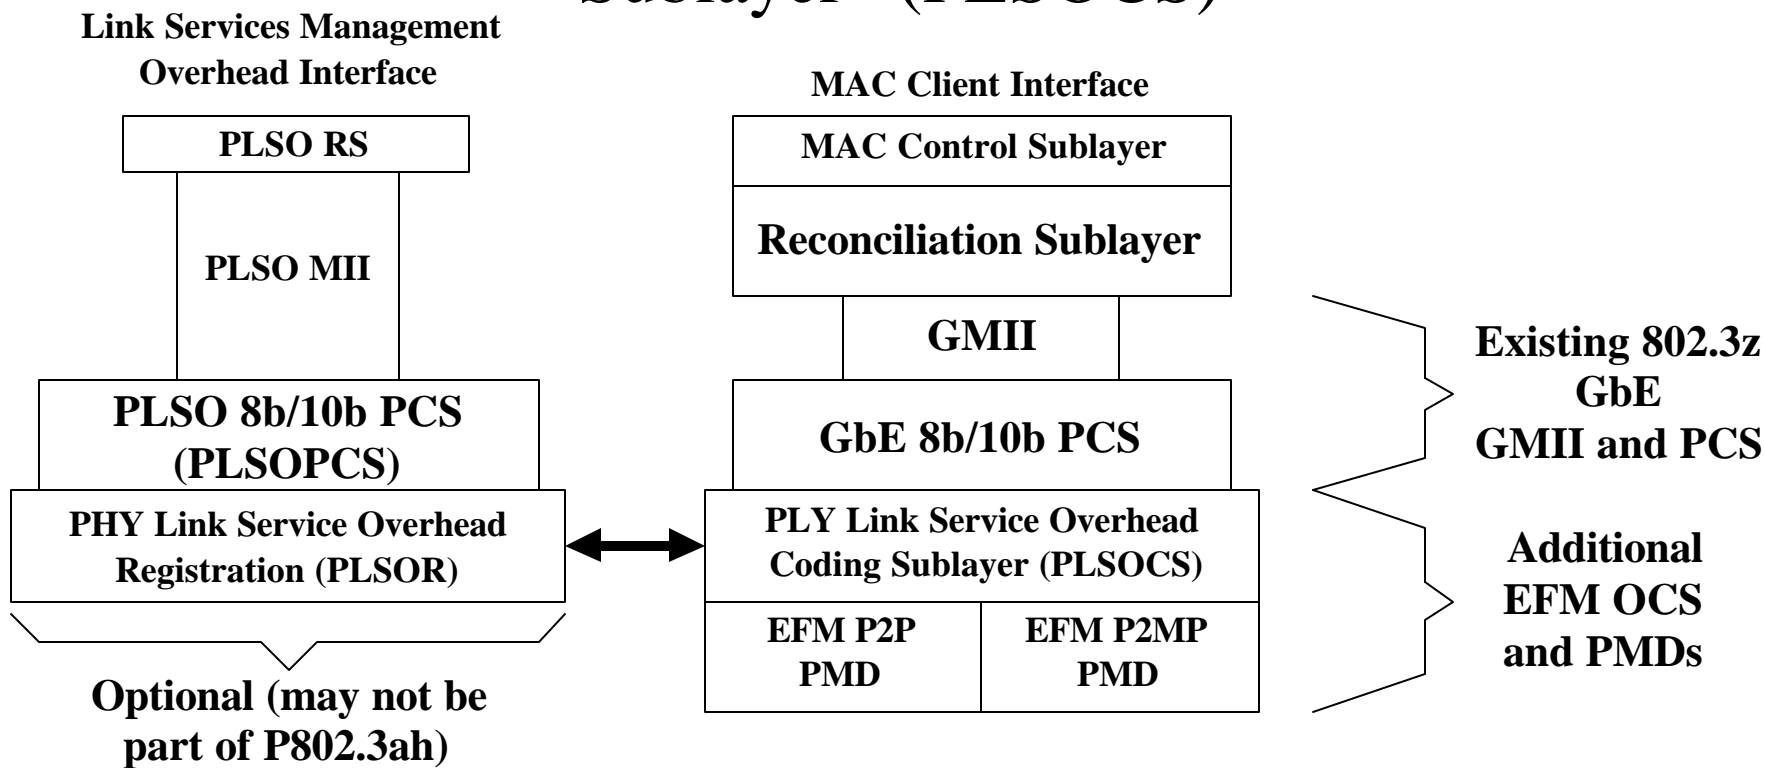 Sublayer (PLSOCS)
Link Services Management
Overhead Interface
PLSO RS
PLSO MII
PLSO 8b/10b PCS
(PLSOPCS)
PHY Link Service Overhead
Registration (PLSOR)
Optional (may not be
part of P802.3ah)
MAC Client Interface
MAC Control Sublayer
Reconciliation Sublayer
GMII
GbE 8b/10b PCS
PLY Link Service Overhead
Coding Sublayer (PLSOCS)
EFM P2P
PMD
EFM P2MP
PMD
Existing 802.3z
GbE
GMII and PCS
Additional
EFM OCS
and PMDs